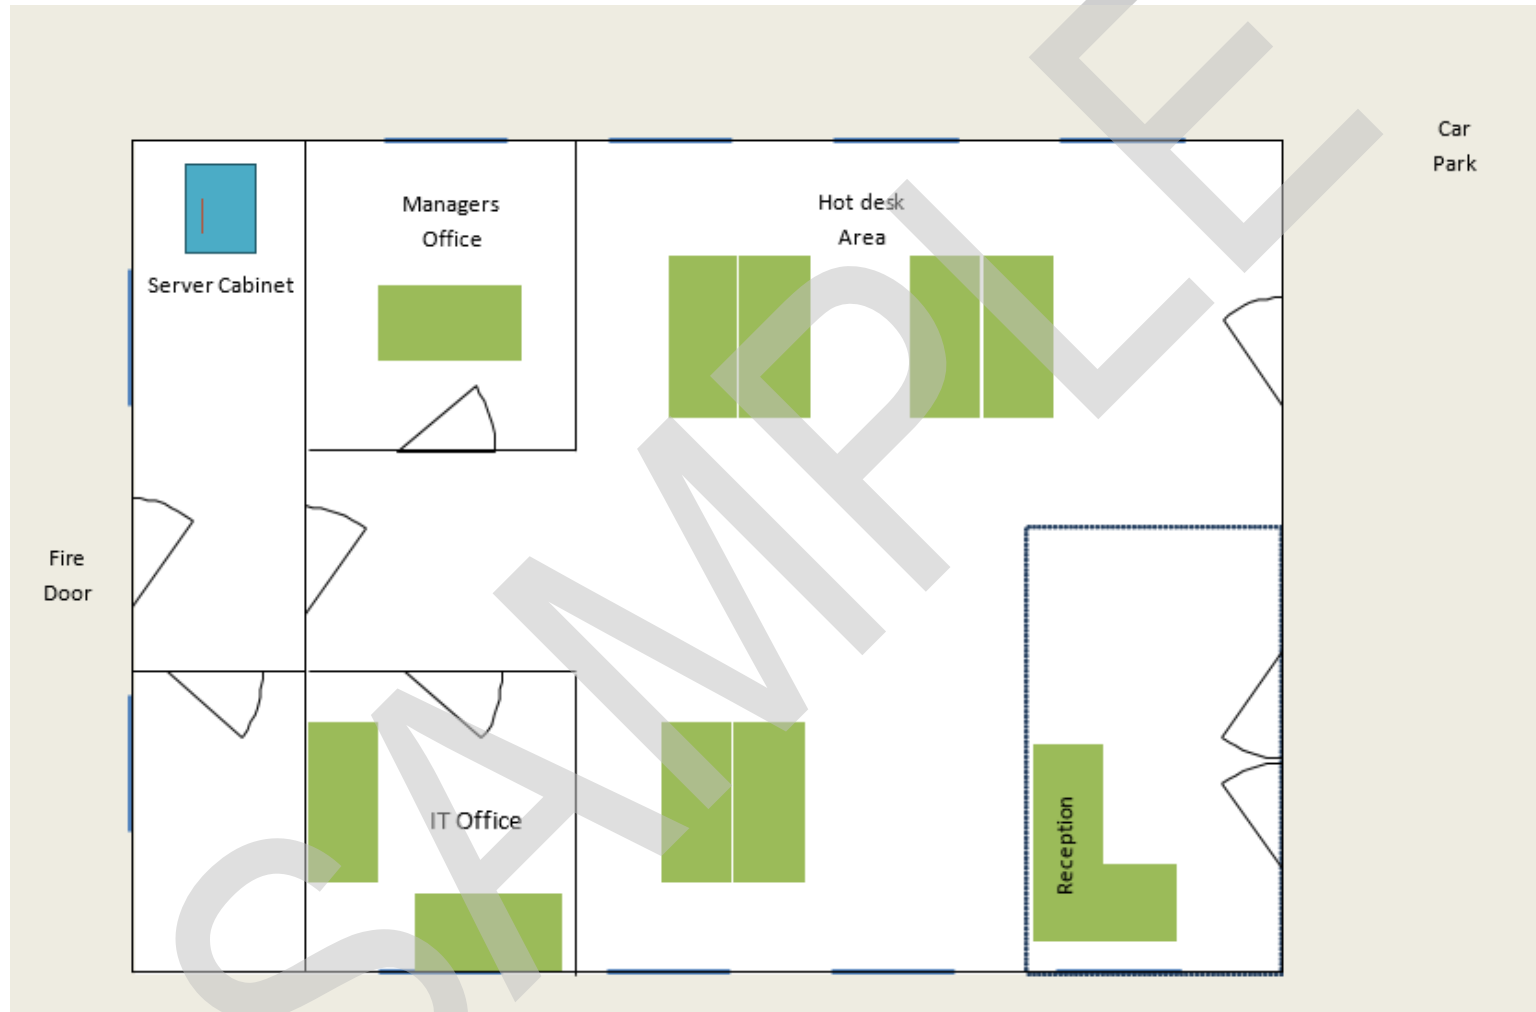 Car
Park
Managers
Office
Hot desk
Area
Server Cabinet
Fire
Door
IT Office
Reception
SAMPLE